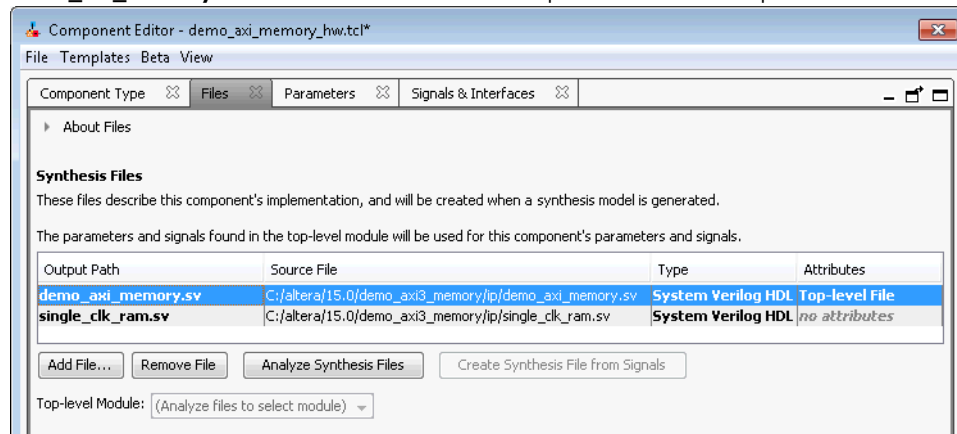 Component Editor - demo_axi_memory_hw.tcl*
File Templates Beta View
Component Type Files Parameters Signals & Interfaces
About Files
Synthesis Files
These files describe this component's implementation, and will be created when a synthesis model is generated.
The parameters and signals found in the top-level module will be used for this component's parameters and signals.
Output Path Source File Type Attributes
demo_axi_memory.sv C:/altera/15.0/demo_axi3_memory/ip/demo_axi_memory.sv System Verilog HDL Top-level File
single_clk_ram.sv C:/altera/15.0/demo_axi3_memory/ip/single_clk_ram.sv System Verilog HDL no attributes
Add File... Remove File Analyze Synthesis Files Create Synthesis File from Signals
Top-level Module: (Analyze files to select module)